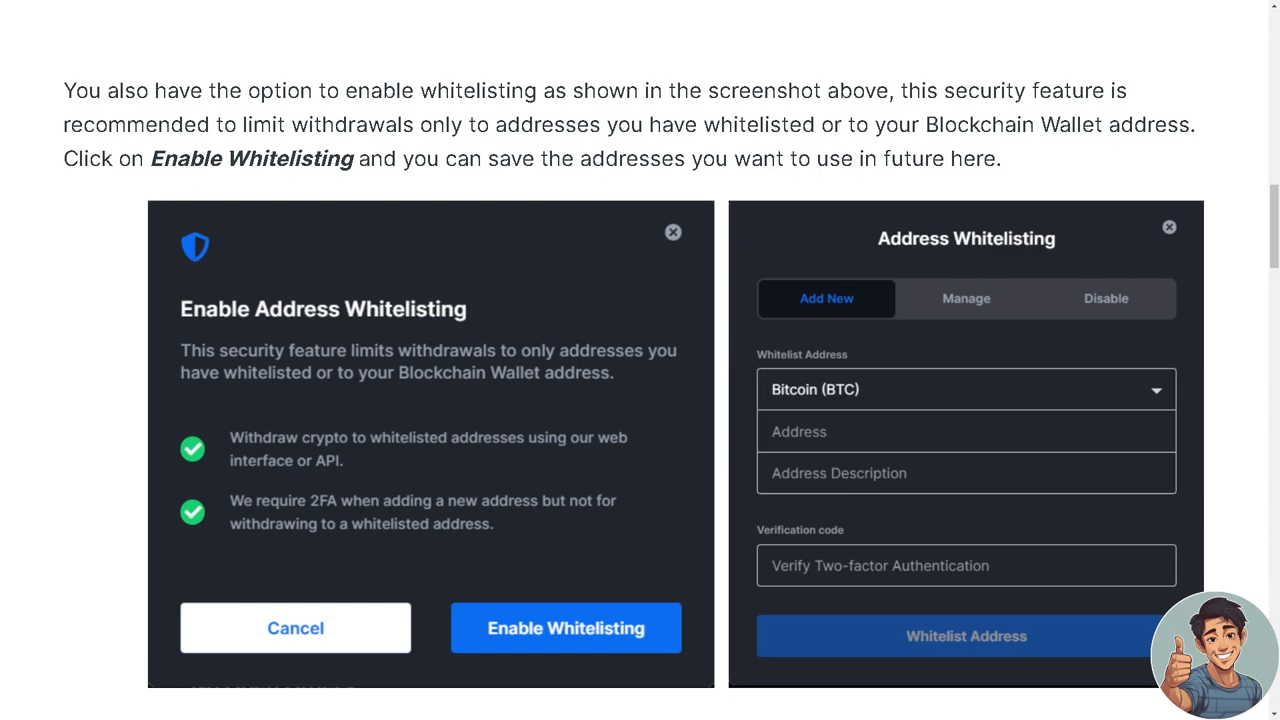 You also have the option to enable whitelisting as shown in the screenshot above, this security feature is
recommended to limit withdrawals only to addresses you have whitelisted or to your Blockchain Wallet address.
Click on Enable Whitelisting and you can save the addresses you want to use in future here.
Enable Address Whitelisting
This security feature limits withdrawals to only addresses you
have whitelisted or to your Blockchain Wallet address.
Withdraw crypto to whitelisted addresses using our web
interface or API.
We require 2FA when adding a new address but not for
withdrawing to a whitelisted address.
Cancel
Enable Whitelisting
Address Whitelisting
Add New
Manage
Disable
Whitelist Address
Bitcoin (BTC)
Address
Address Description
Verification code
Verify Two-factor Authentication
Whitelist Address